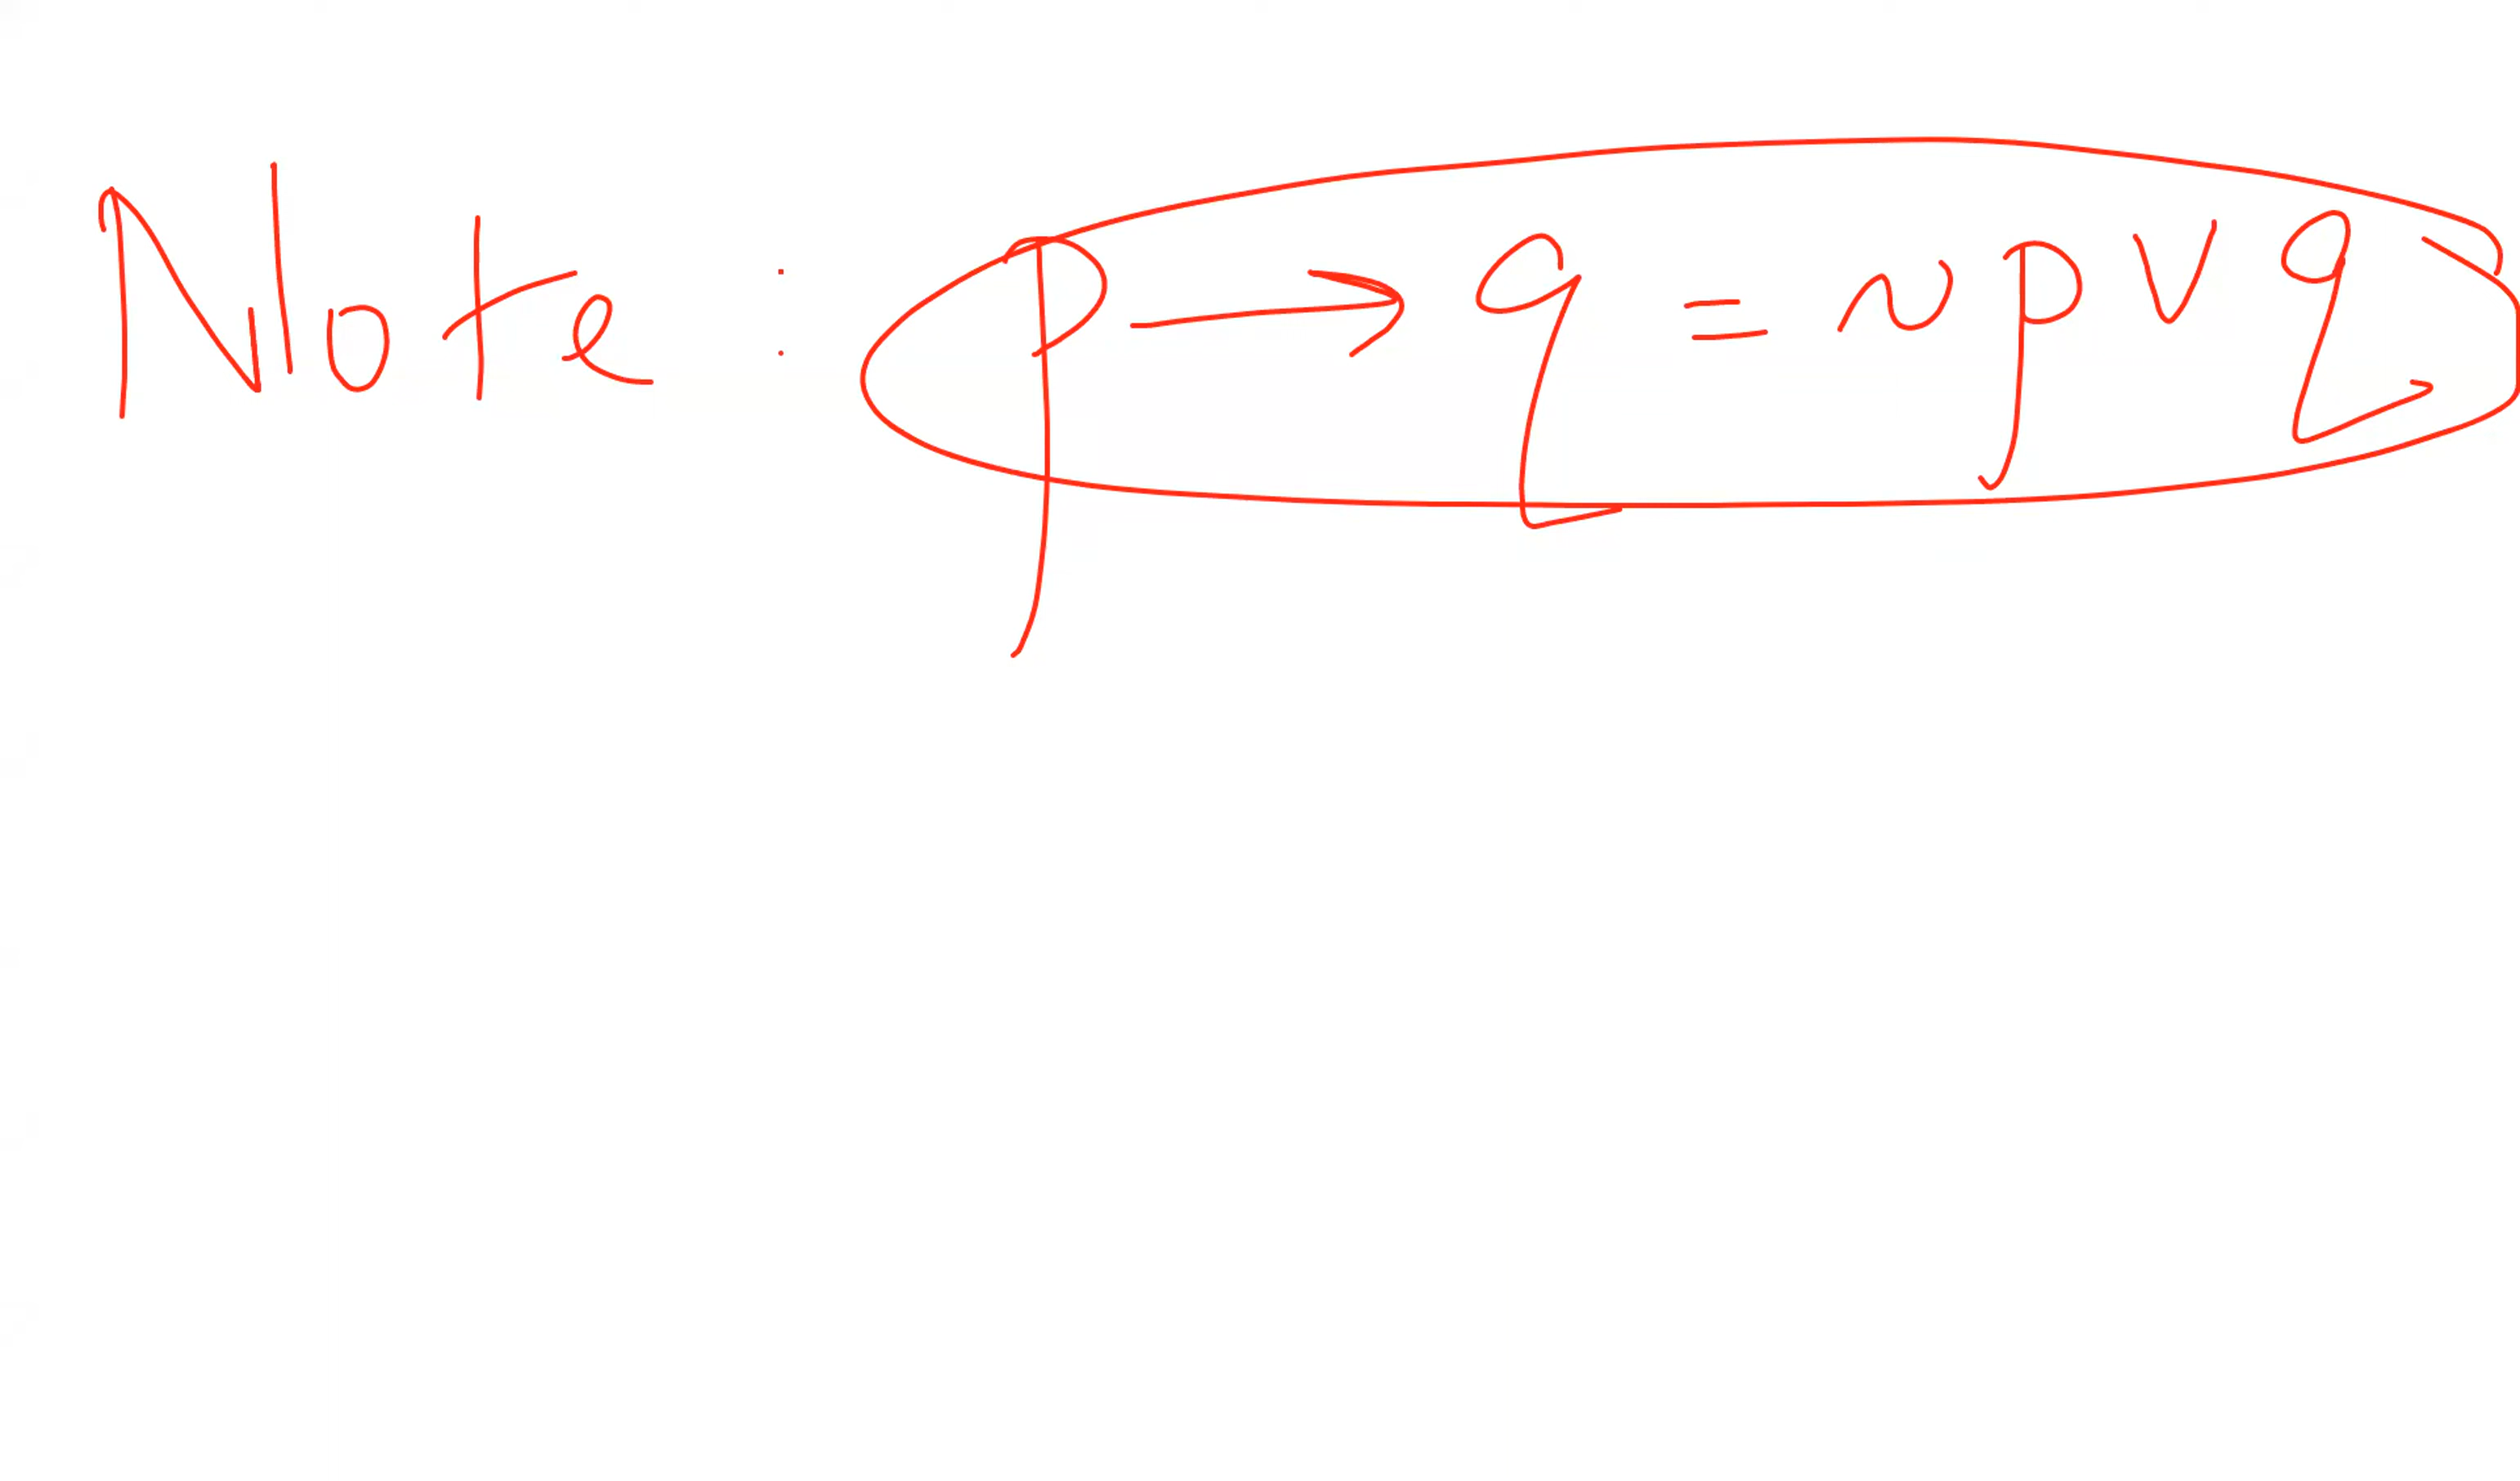 Note : p → q = ~p ∨ q